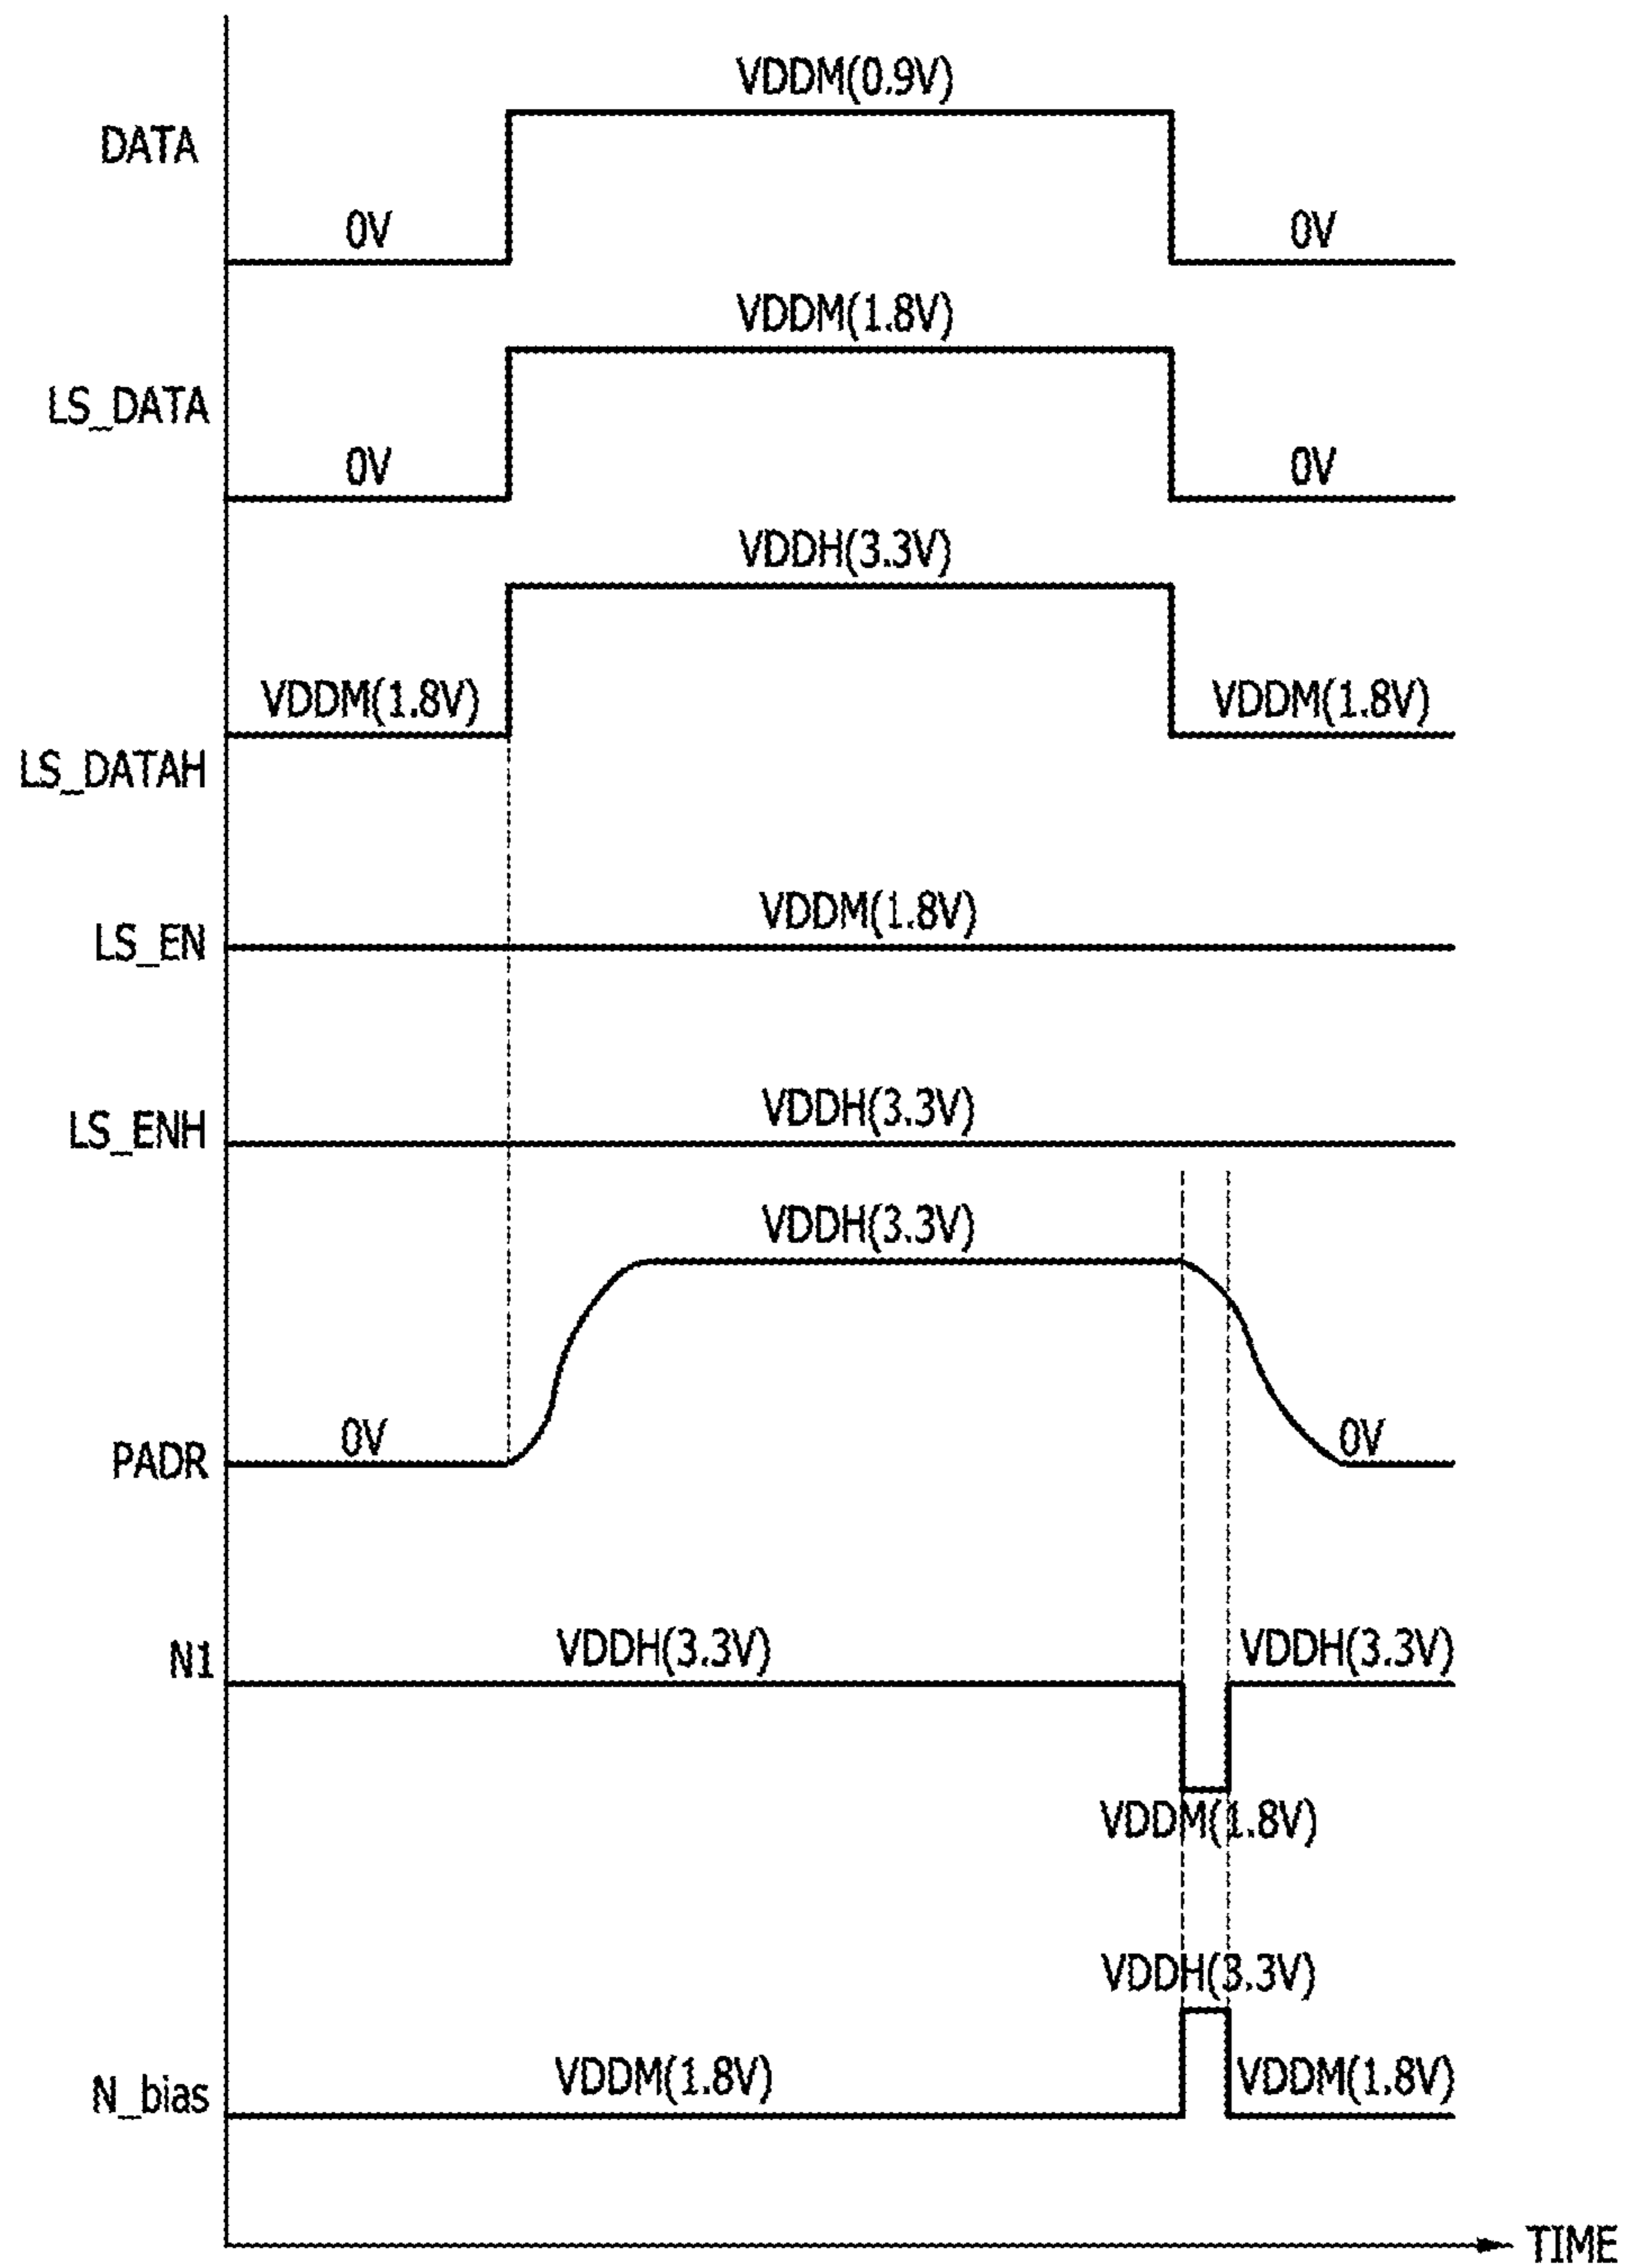 VDDM(0.9V)
DATA
0V
0V
VDDM(1.8V)
LS_DATA
0V
0V
VDDH(3.3V)
VDDM(1.8V)
VDDM(1.8V)
LS_DATAH
VDDM(1.8V)
LS_EN
VDDH(3.3V)
LS_ENH
VDDH(3.3V)
0V
0V
PADR
VDDH(3.3V)
VDDH(3.3V)
N1
VDDM(1.8V)
VDDH(3.3V)
VDDM(1.8V)
VDDM(1.8V)
N_bias
TIME